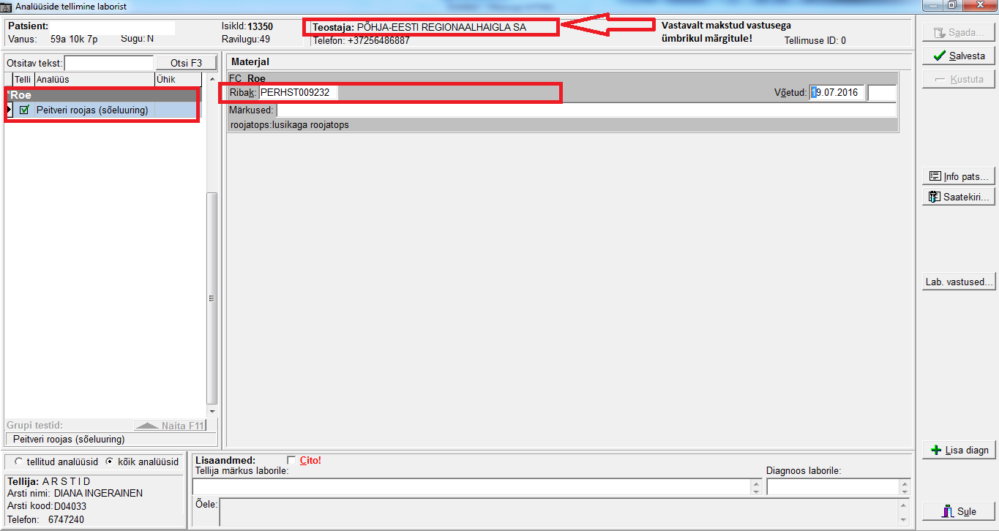 Analüüside tellimine laborist
Patsient:
Vanus: 59a 10k 7p Sugu: N
IsikId: 13350
Ravilugu:49
Teostaja: PÕHJA-EESTI REGIONAALHAIGLA SA
Telefon: +37256486887
Vastavalt makstud vastusega
ümbrikul märgitule!
Tellimuse ID: 0
Saada...
Salvesta
Kustuta
Otsitav tekst: Otsi F3
Telli Analüüs Ühik
*Roe
Peitveri roojas (sõeluuring)
Materjal
FC Roe
Ribak: PERHST009232 Võetud: 19.07.2016
Märkused:
roojatops:lusikaga roojatops
Info pats...
Saatekiri...
Lab. vastused...
Grupi testid: Näita F11
Peitveri roojas (sõeluuring)
tellitud analüüsid kõik analüüsid
Tellija: A R S T I D
Arsti nimi: DIANA INGERAINEN
Arsti kood: D04033
Telefon: 6747240
Lisaandmed: Cito!
Tellija märkus laborile: Diagnoos laborile:
Õele:
Lisa diagn
Sule